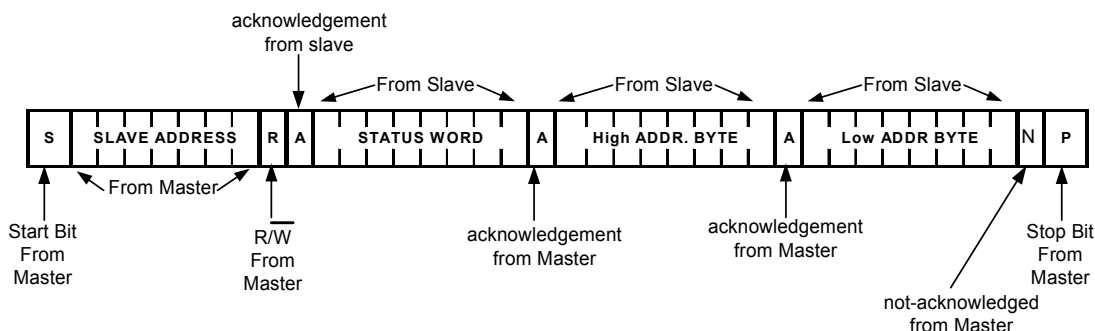 acknowledgement
from slave
From Slave
From Slave
From Slave
S SLAVE ADDRESS R A STATUS WORD A High ADDR. BYTE A Low ADDR BYTE N P
From Master
Start Bit
From
Master
R/W̅
From
Master
acknowledgement
from Master
acknowledgement
from Master
not-acknowledged
from Master
Stop Bit
From
Master